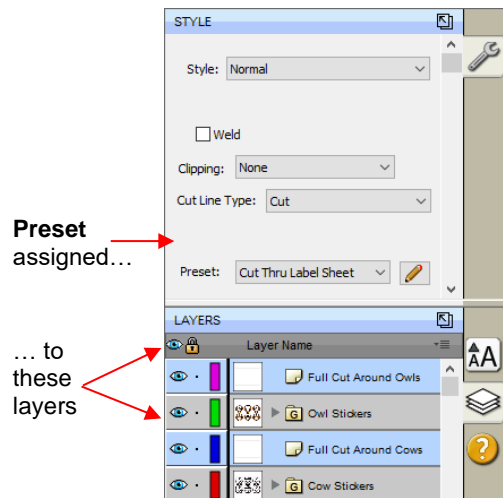 STYLE
Style: Normal
Weld
Clipping: None
Cut Line Type: Cut
Preset
assigned…
Preset: Cut Thru Label Sheet
LAYERS
… to
these
layers
Layer Name
AA
Full Cut Around Owls
G Owl Stickers
?
Full Cut Around Cows
G Cow Stickers